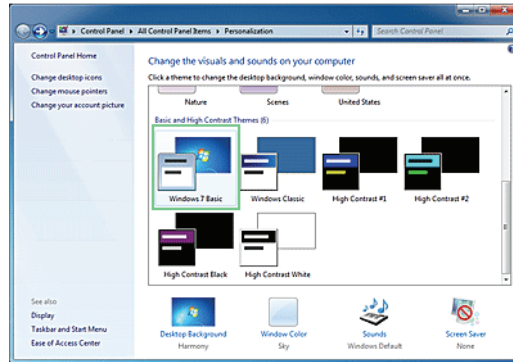 Control Panel ▸ All Control Panel Items ▸ Personalization
Search Control Panel
Control Panel Home
Change desktop icons
Change mouse pointers
Change your account picture
Change the visuals and sounds on your computer
Click a theme to change the desktop background, window color, sounds, and screen saver all at once.
Nature Scenes United States
Basic and High Contrast Themes (6)
Windows 7 Basic Windows Classic High Contrast #1 High Contrast #2
High Contrast Black High Contrast White
See also
Display
Taskbar and Start Menu
Ease of Access Center
Desktop Background Window Color Sounds Screen Saver
Harmony Sky Windows Default None